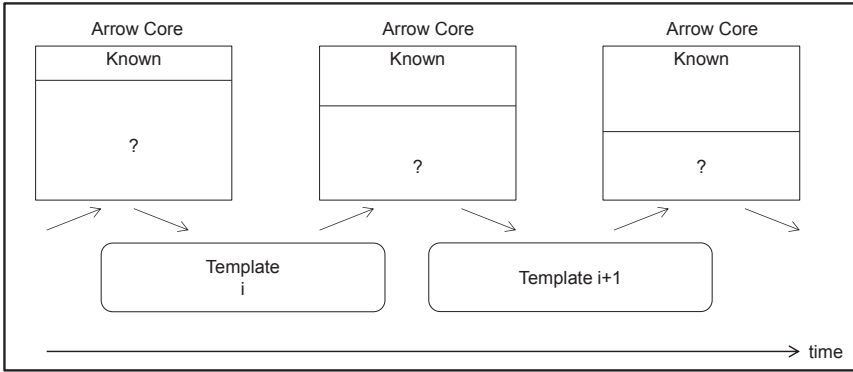 Arrow Core
Arrow Core
Arrow Core
Known
Known
Known
?
?
?
Template
i
Template i+1
time